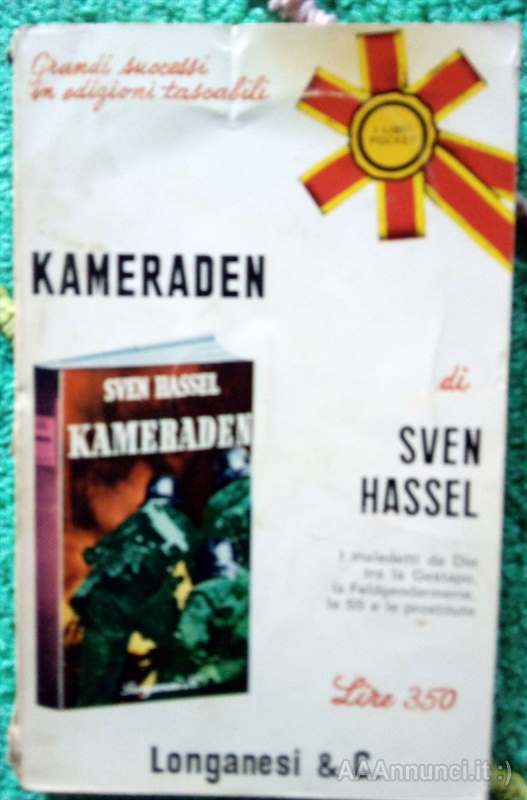 Grandi successi
in edizioni tascabili
I LIBRI
POCKET
KAMERADEN
SVEN HASSEL
KAMERADEN
di
SVEN
HASSEL
I maledetti da Dio
tra la Gestapo,
la Feldgendarmerie,
le SS e le prostitute
Lire 350
Longanesi & C.
AAAnnunci.it :)